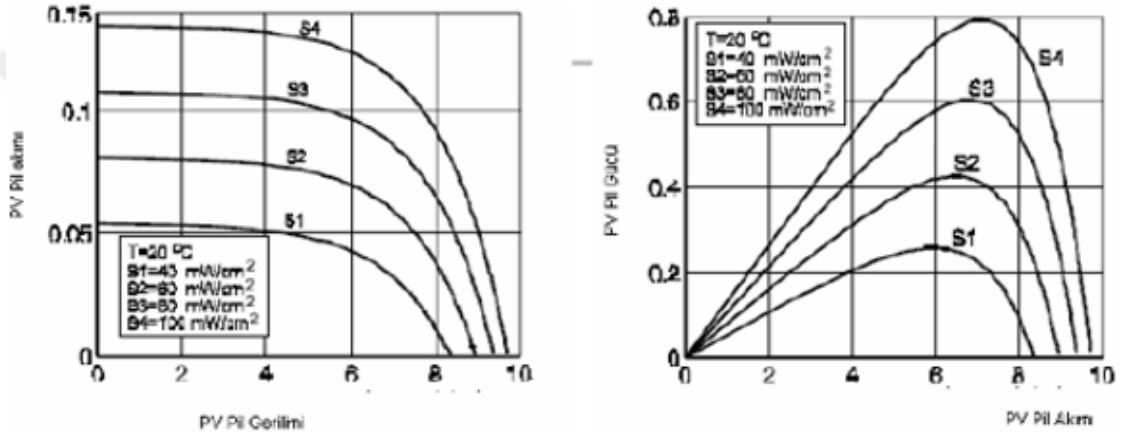 0.15
0.1
0.05
0
PV Pil akımı
S4
S3
S2
S1
T=20 ºC
S1=40 mW/cm²
S2=60 mW/cm²
S3=80 mW/cm²
S4=100 mW/cm²
0 2 4 6 8 10
PV Pil Gerilimi
0.8
0.6
0.4
0.2
0
PV Pil Gücü
T=20 ºC
S1=40 mW/cm²
S2=60 mW/cm²
S3=80 mW/cm²
S4=100 mW/cm²
S4
S3
S2
S1
0 2 4 6 8 10
PV Pil Akımı